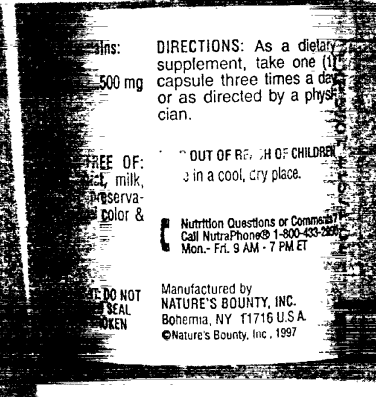 DIRECTIONS: As a dietary
supplement, take one (1)
500 mg capsule three times a day
or as directed by a physi-
cian.
FREE OF:
OUT OF REACH OF CHILDREN
milk,
in a cool, dry place.
preserva-
color &
Nutrition Questions or Comments?
Call NutraPhone® 1-800-433-
Mon.- Fri. 9 AM - 7 PM ET
DO NOT
SEAL
Manufactured by
NATURE'S BOUNTY, INC.
Bohemia, NY 11716 U.S.A.
©Nature's Bounty, Inc., 1997